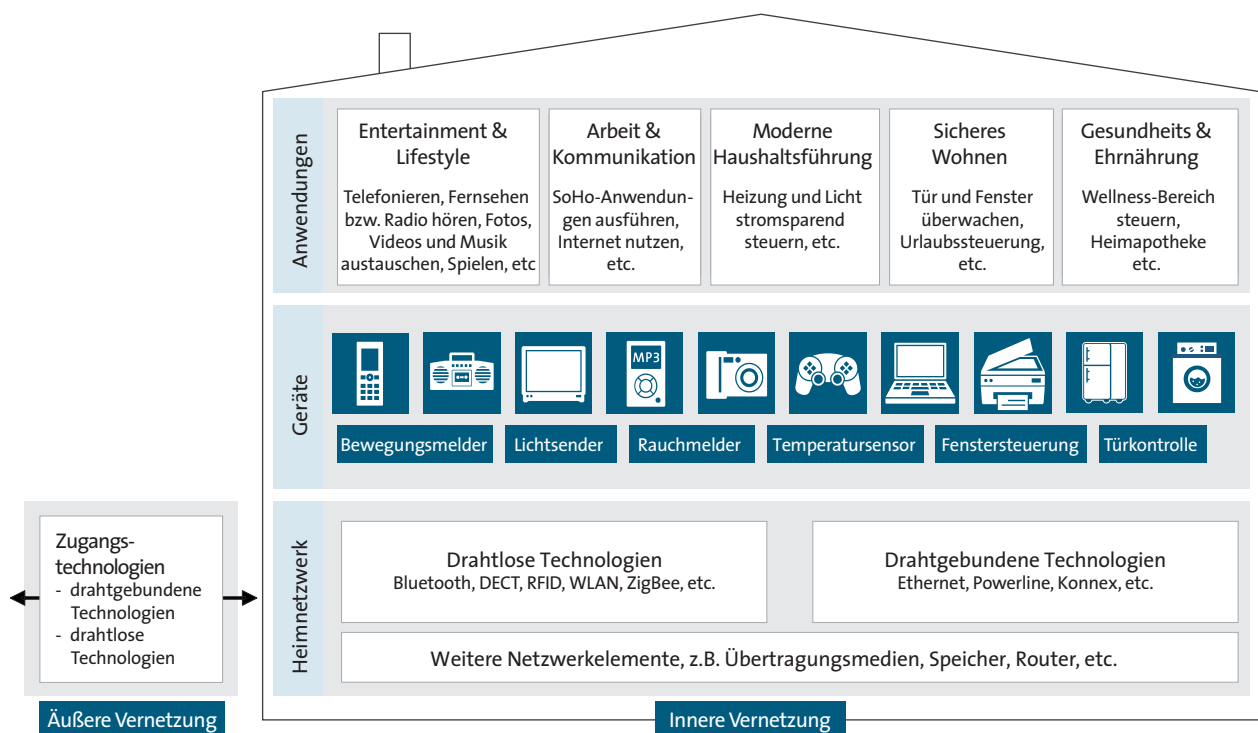 Anwendungen
Entertainment &
Lifestyle
Telefonieren, Fernsehen
bzw. Radio hören, Fotos,
Videos und Musik
austauschen, Spielen, etc
Arbeit &
Kommunikation
SoHo-Anwendun-
gen ausführen,
Internet nutzen,
etc.
Moderne
Haushaltsführung
Heizung und Licht
stromsparend
steuern, etc.
Sicheres
Wohnen
Tür und Fenster
überwachen,
Urlaubssteuerung,
etc.
Gesundheits &
Ehrnährung
Wellness-Bereich
steuern,
Heimapotheke
etc.
Geräte
MP3
Bewegungsmelder
Lichtsender
Rauchmelder
Temperatursensor
Fenstersteuerung
Türkontrolle
Zugangs-
technologien
- drahtgebundene
Technologien
- drahtlose
Technologien
Äußere Vernetzung
Heimnetzwerk
Drahtlose Technologien
Bluetooth, DECT, RFID, WLAN, ZigBee, etc.
Drahtgebundene Technologien
Ethernet, Powerline, Konnex, etc.
Weitere Netzwerkelemente, z.B. Übertragungsmedien, Speicher, Router, etc.
Innere Vernetzung